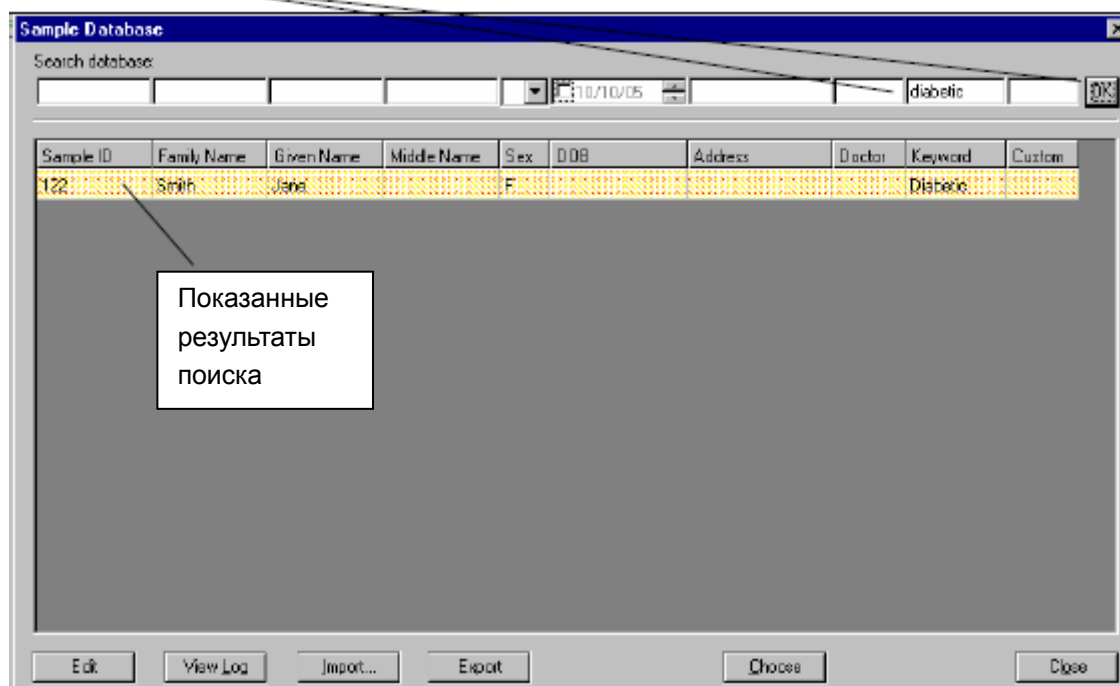 Sample Database
Search database:
10/10/05 diabetic OK
Sample ID Family Name Given Name Middle Name Sex DOB Address Doctor Keyword Custom
122 Smith Jane F Diabetic
Показанные
результаты
поиска
Edit View Log Import... Export Choose Close